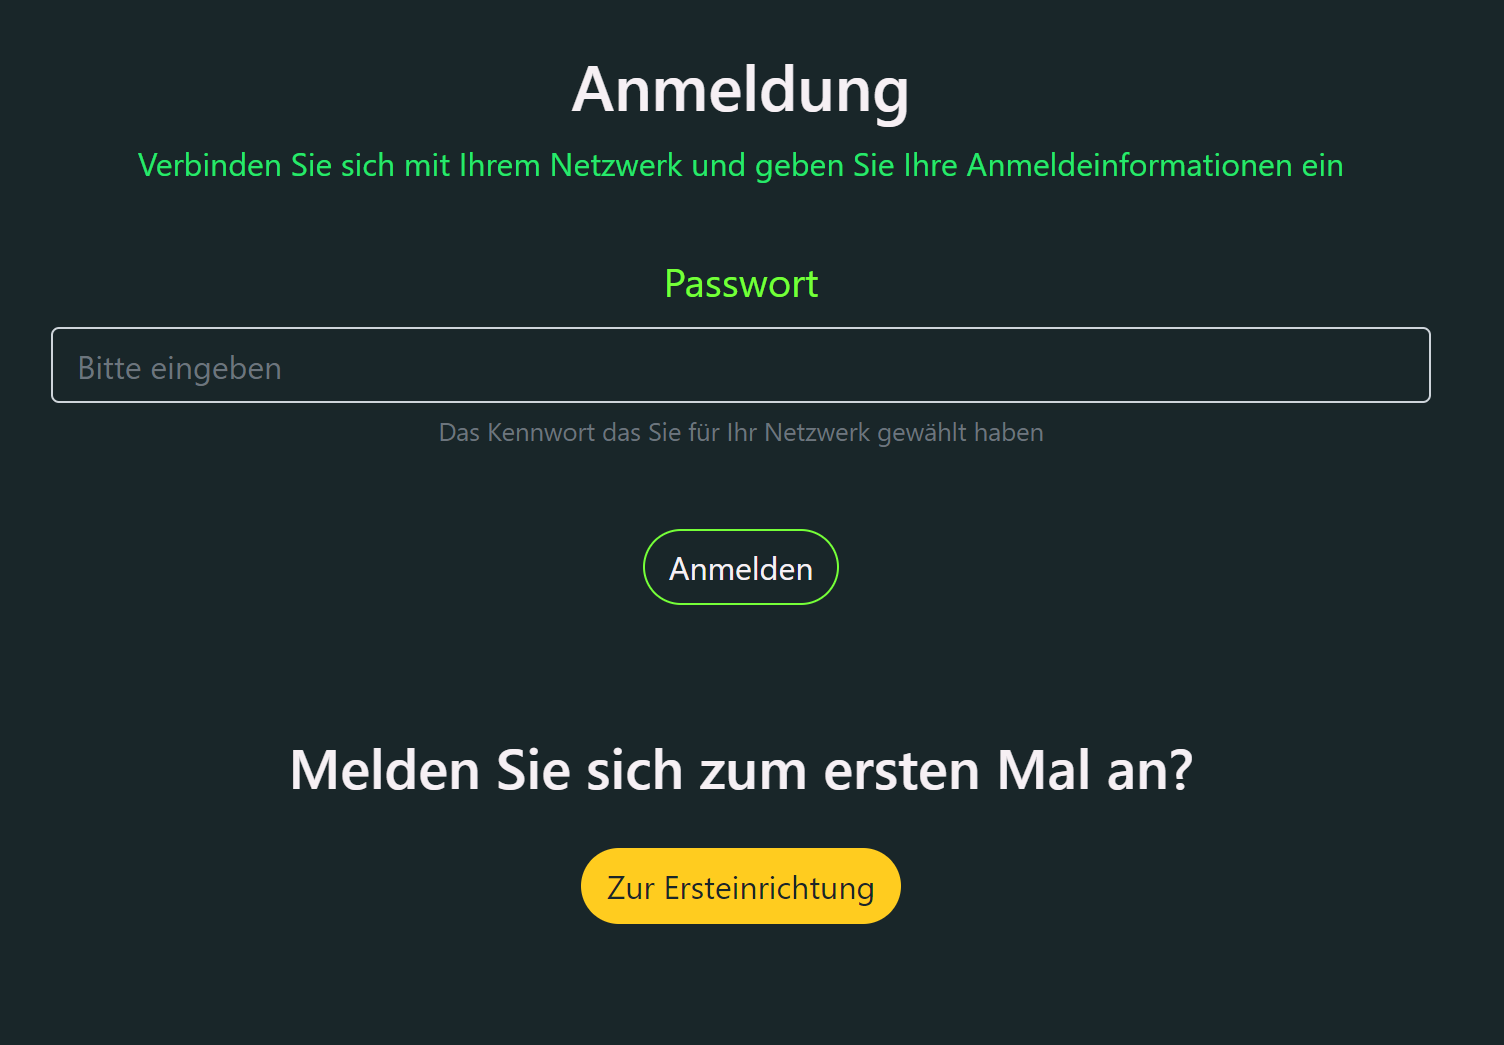 Anmeldung
Verbinden Sie sich mit Ihrem Netzwerk und geben Sie Ihre Anmeldeinformationen ein
Passwort
Bitte eingeben
Das Kennwort das Sie für Ihr Netzwerk gewählt haben
Anmelden
Melden Sie sich zum ersten Mal an?
Zur Ersteinrichtung